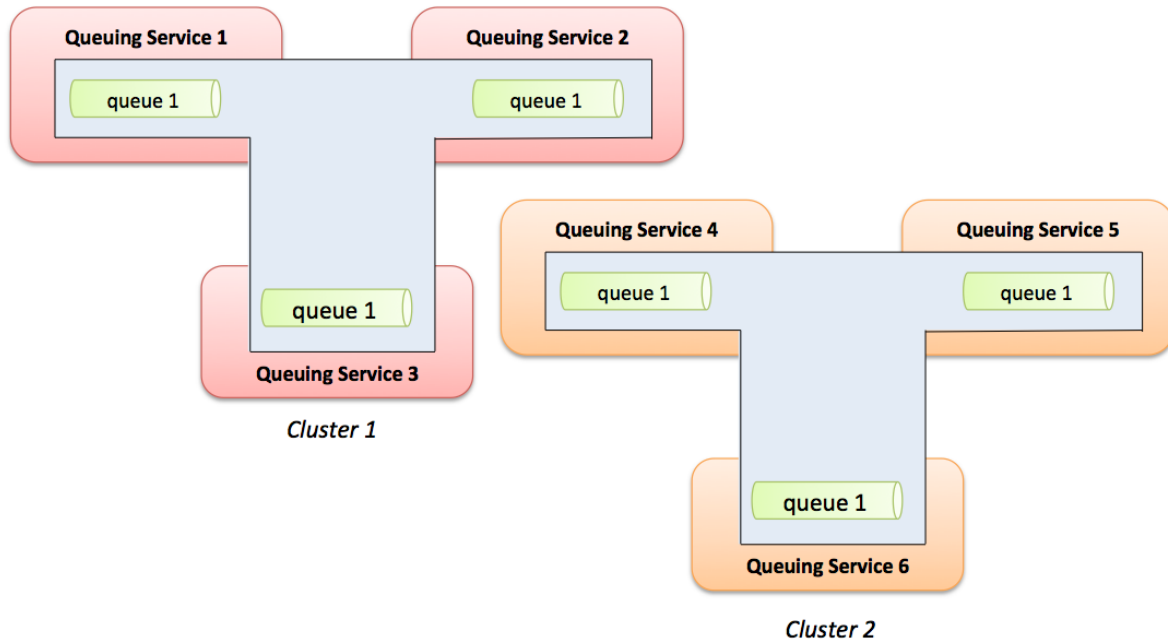 Queuing Service 1
Queuing Service 2
queue 1
queue 1
queue 1
Queuing Service 3
Cluster 1
Queuing Service 4
Queuing Service 5
queue 1
queue 1
queue 1
Queuing Service 6
Cluster 2